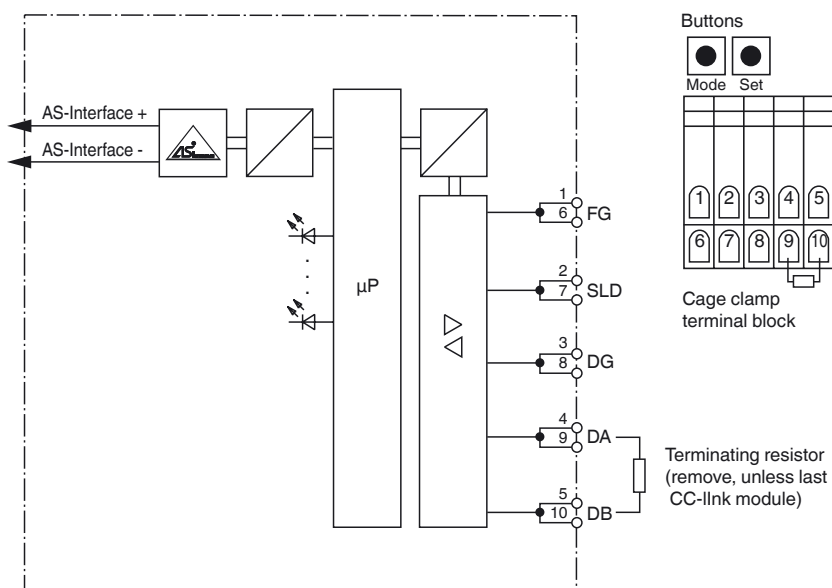 Buttons
Mode Set
AS-Interface +
AS-Interface -
1 2 3 4 5
6 7 8 9 10
Cage clamp
terminal block
µP
1
6
FG
2
7
SLD
3
8
DG
4
9
DA
5
10
DB
Terminating resistor
(remove, unless last
CC-lInk module)